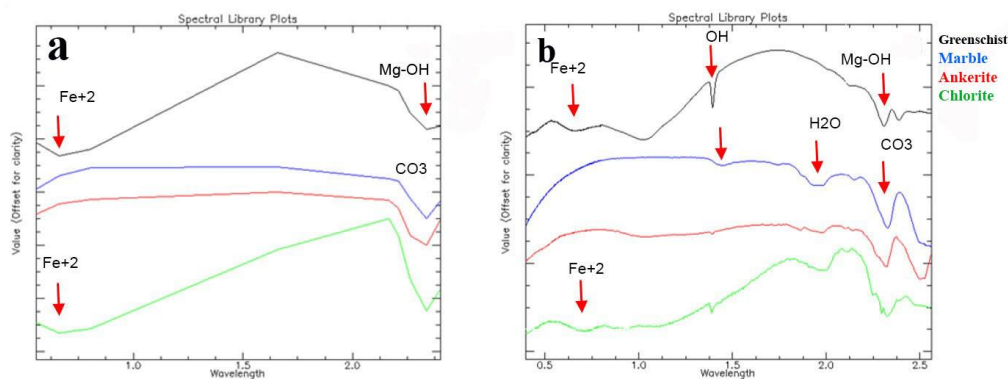 Spectral Library Plots
a
Fe+2
Mg-OH
CO3
Fe+2
Value (Offset for clarity)
1.0
1.5
2.0
Wavelength
Spectral Library Plots
b
OH
Fe+2
Mg-OH
H2O
CO3
Fe+2
Value (Offset for clarity)
0.5
1.0
1.5
2.0
2.5
Wavelength
Greenschist
Marble
Ankerite
Chlorite